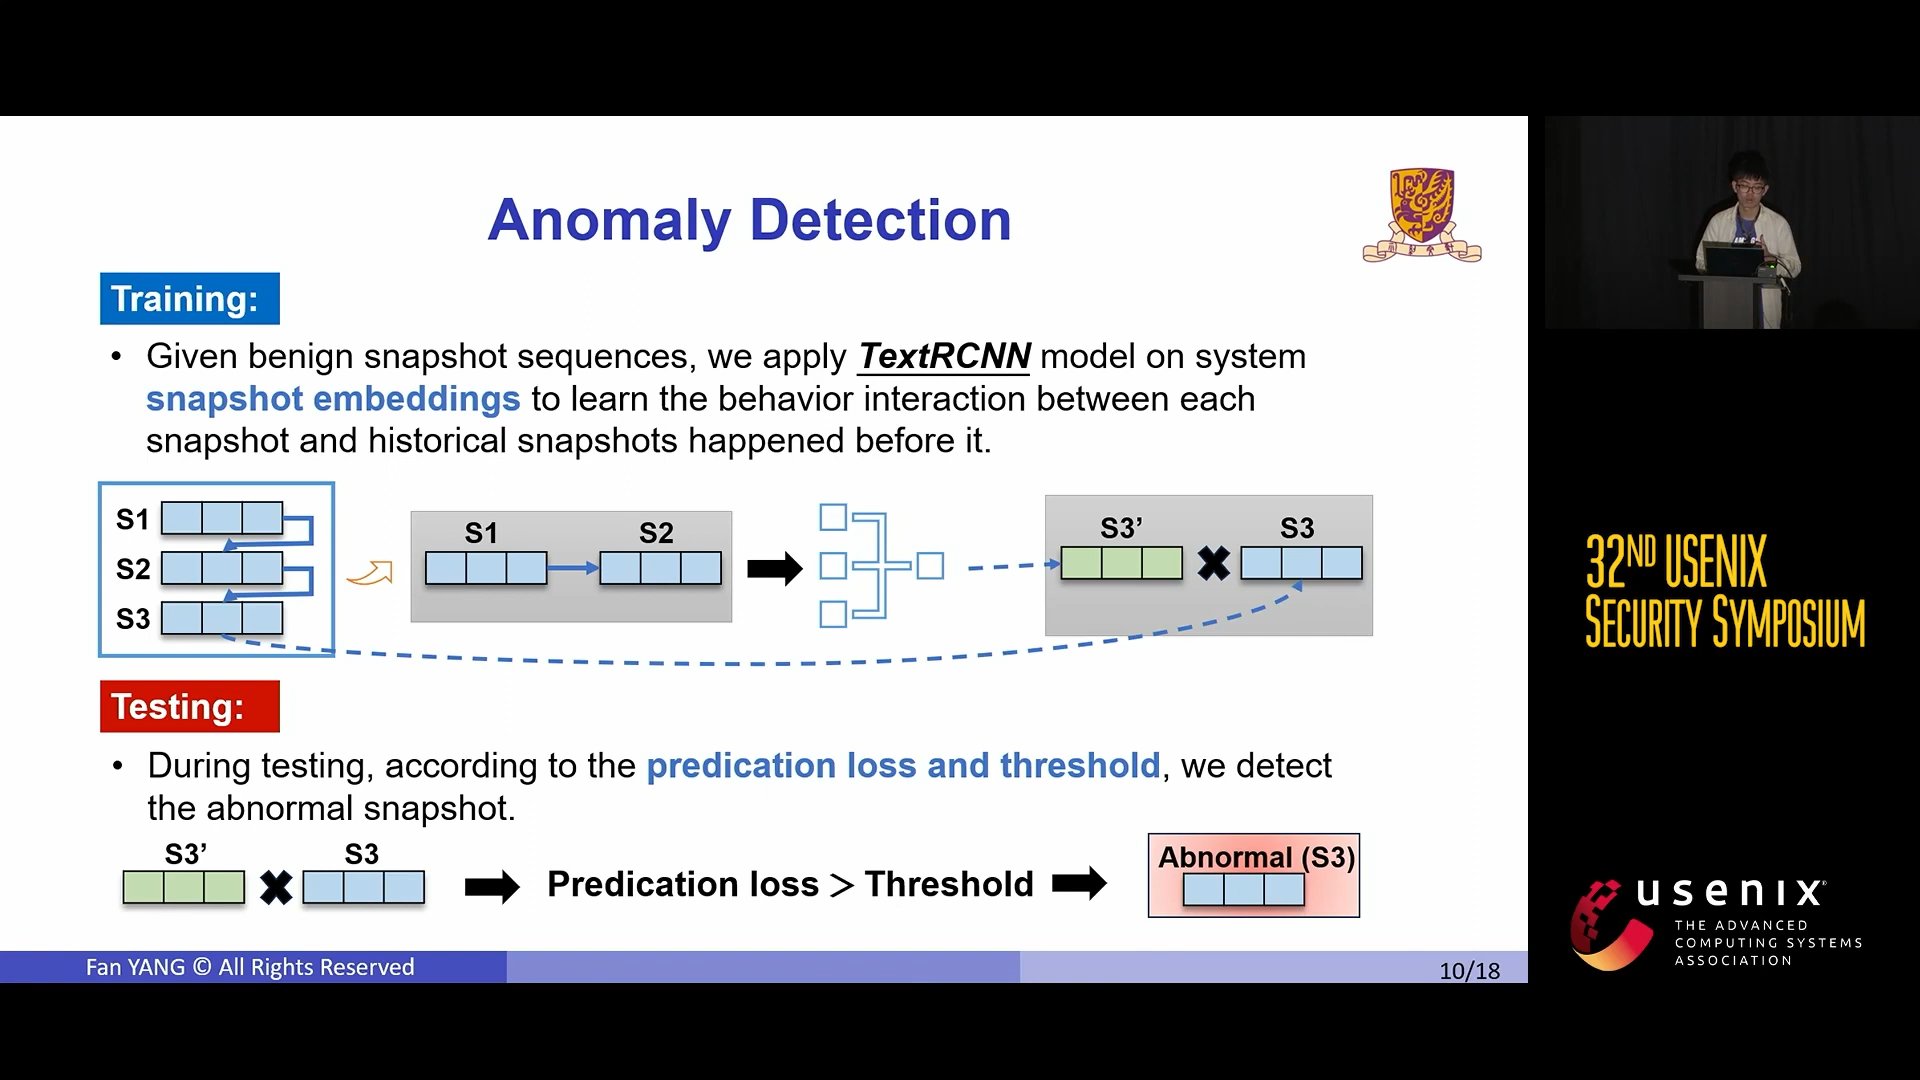 Anomaly Detection
Training:
• Given benign snapshot sequences, we apply TextRCNN model on system
snapshot embeddings to learn the behavior interaction between each
snapshot and historical snapshots happened before it.
S1
S2
S3
S1 S2
S3’ S3
Testing:
• During testing, according to the predication loss and threshold, we detect
the abnormal snapshot.
S3’ S3
Predication loss > Threshold
Abnormal (S3)
Fan YANG © All Rights Reserved
10/18
32ND USENIX
SECURITY SYMPOSIUM
usenix®
THE ADVANCED
COMPUTING SYSTEMS
ASSOCIATION